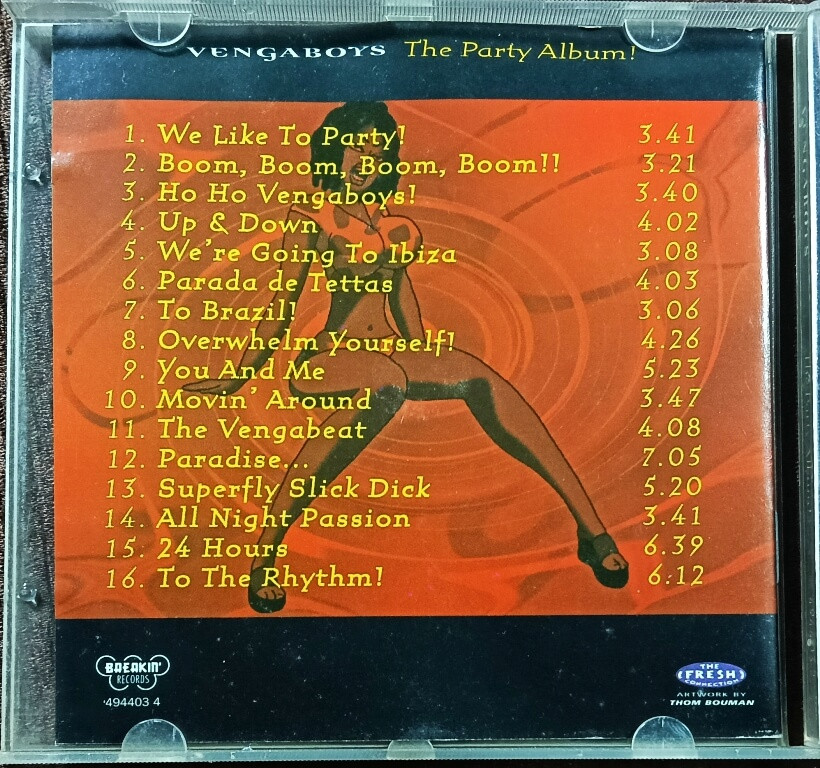 VENGABOYS The Party Album!
1. We Like To Party! 3.41
2. Boom, Boom, Boom, Boom!! 3.21
3. Ho Ho Vengaboys! 3.40
4. Up & Down 4.02
5. We're Going To Ibiza 3.08
6. Parada de Tettas 4.03
7. To Brazil! 3.06
8. Overwhelm Yourself! 4.26
9. You And Me 5.23
10. Movin' Around 3.47
11. The Vengabeat 4.08
12. Paradise... 7.05
13. Superfly Slick Dick 5.20
14. All Night Passion 3.41
15. 24 Hours 6.39
16. To The Rhythm! 6:12
BREAKIN'
RECORDS
494403 4
THE
FRESH
CONNECTION
ARTWORK BY
THOM BOUMAN